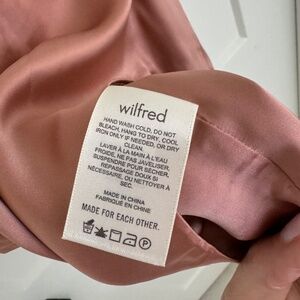 wilfred
HAND WASH COLD, DO NOT
BLEACH, HANG TO DRY, COOL
IRON ONLY IF NEEDED, OR DRY
CLEAN.
LAVER À LA MAIN À L'EAU
FROIDE, NE PAS JAVELISER,
SUSPENDRE POUR SÉCHER,
REPASSAGE DOUX SI
NÉCESSAIRE, OU NETTOYER À
SEC.
MADE IN CHINA
FABRIQUÉ EN CHINE
MADE FOR EACH OTHER.
P